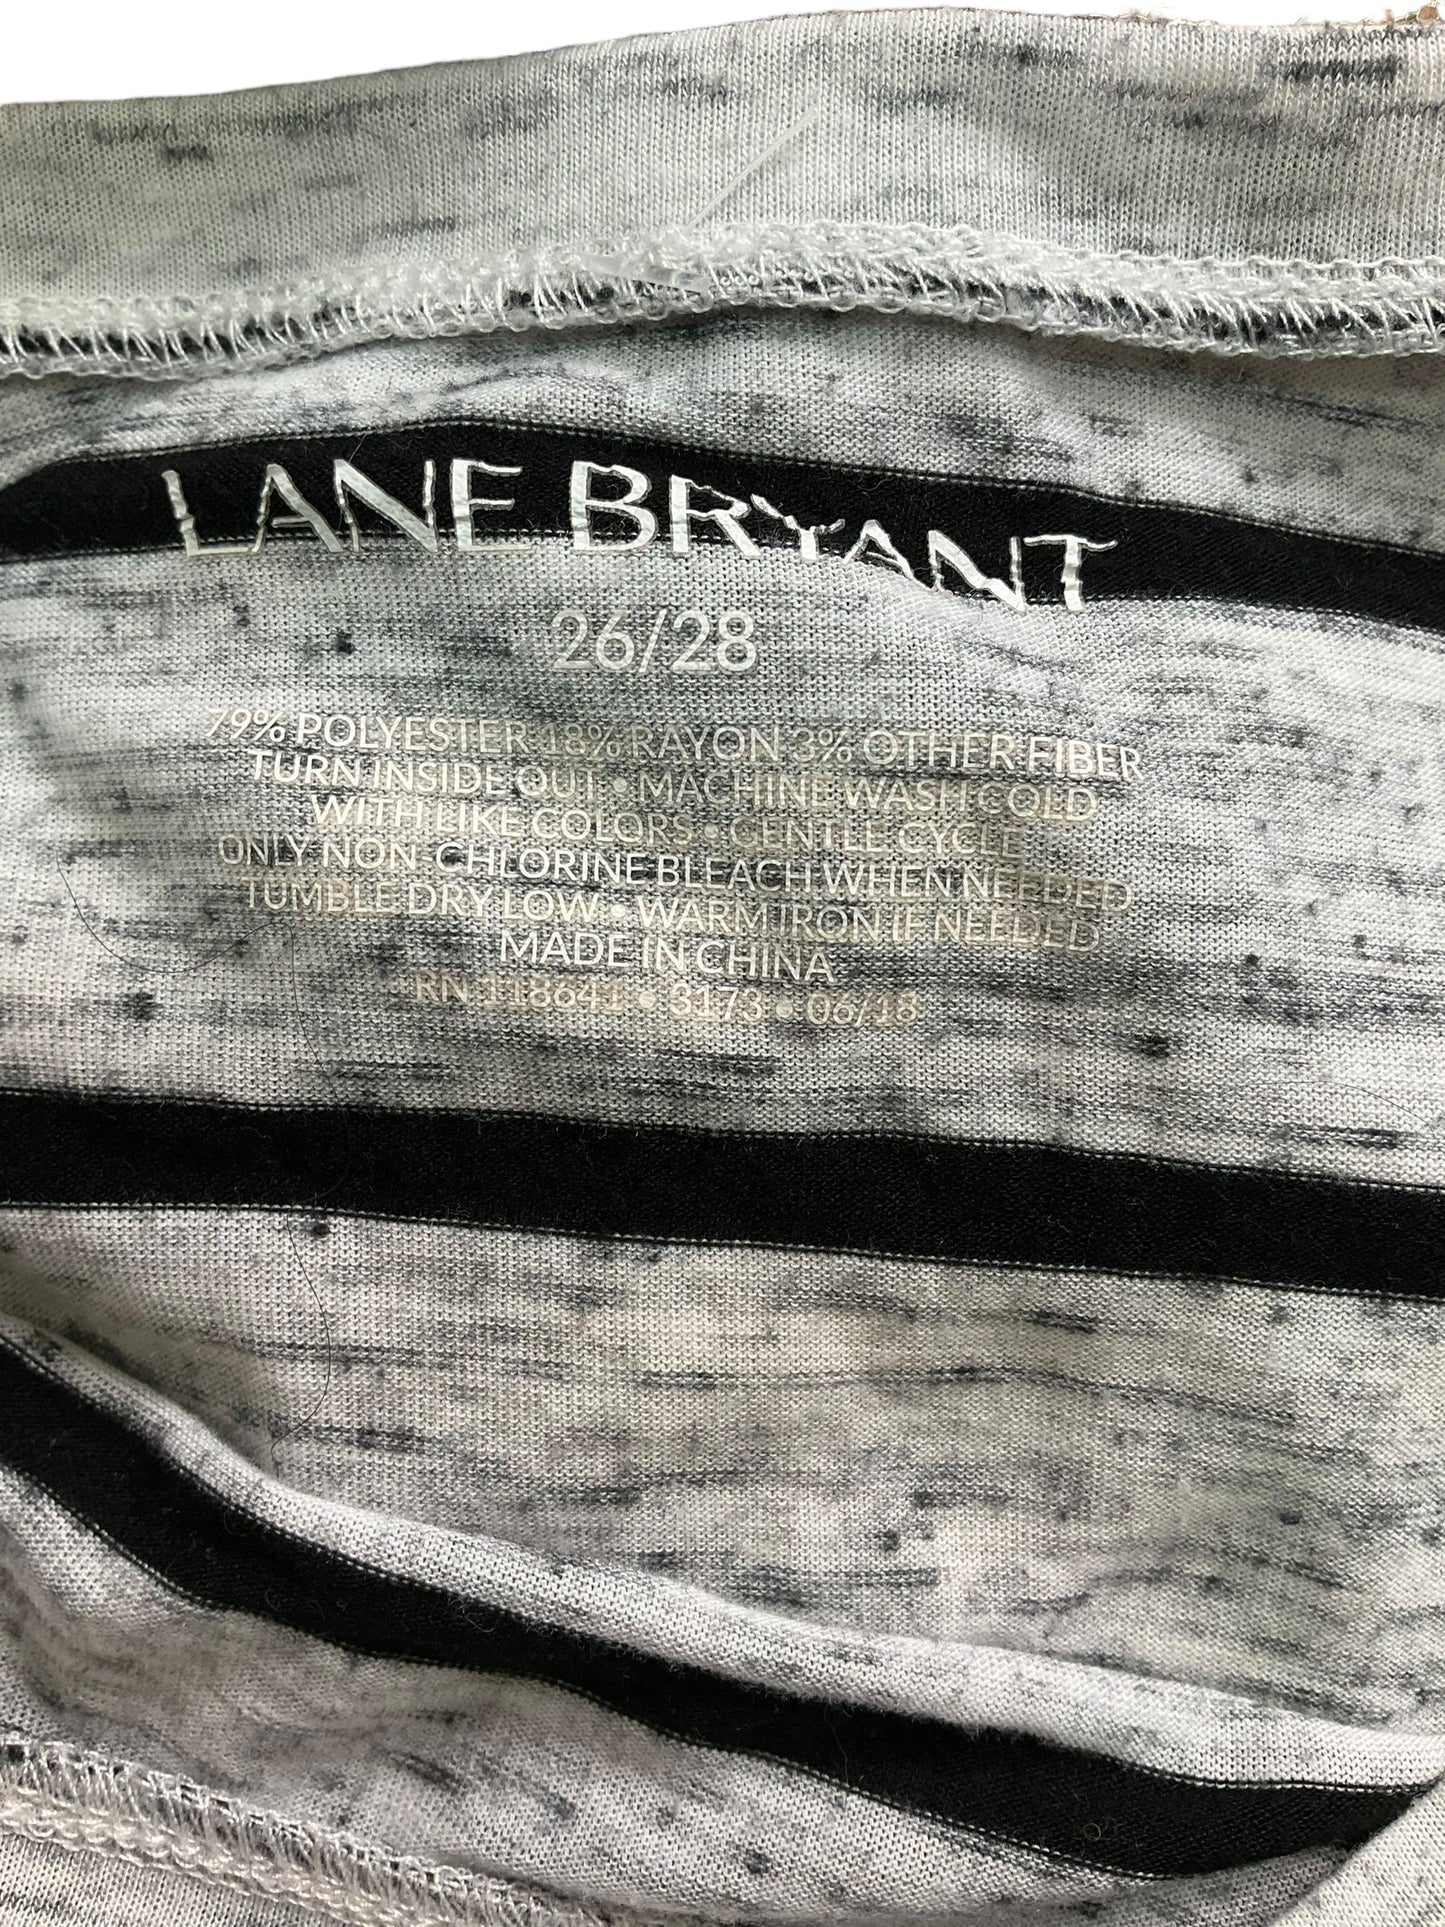 LANE BRYANT
26/28
79% POLYESTER 18% RAYON 3% OTHER FIBER
TURN INSIDE OUT • MACHINE WASH COLD
WITH LIKE COLORS • GENTLE CYCLE
ONLY NON-CHLORINE BLEACH WHEN NEEDED
TUMBLE DRY LOW • WARM IRON IF NEEDED
MADE IN CHINA
RN 118641 • 3173 • 06/18